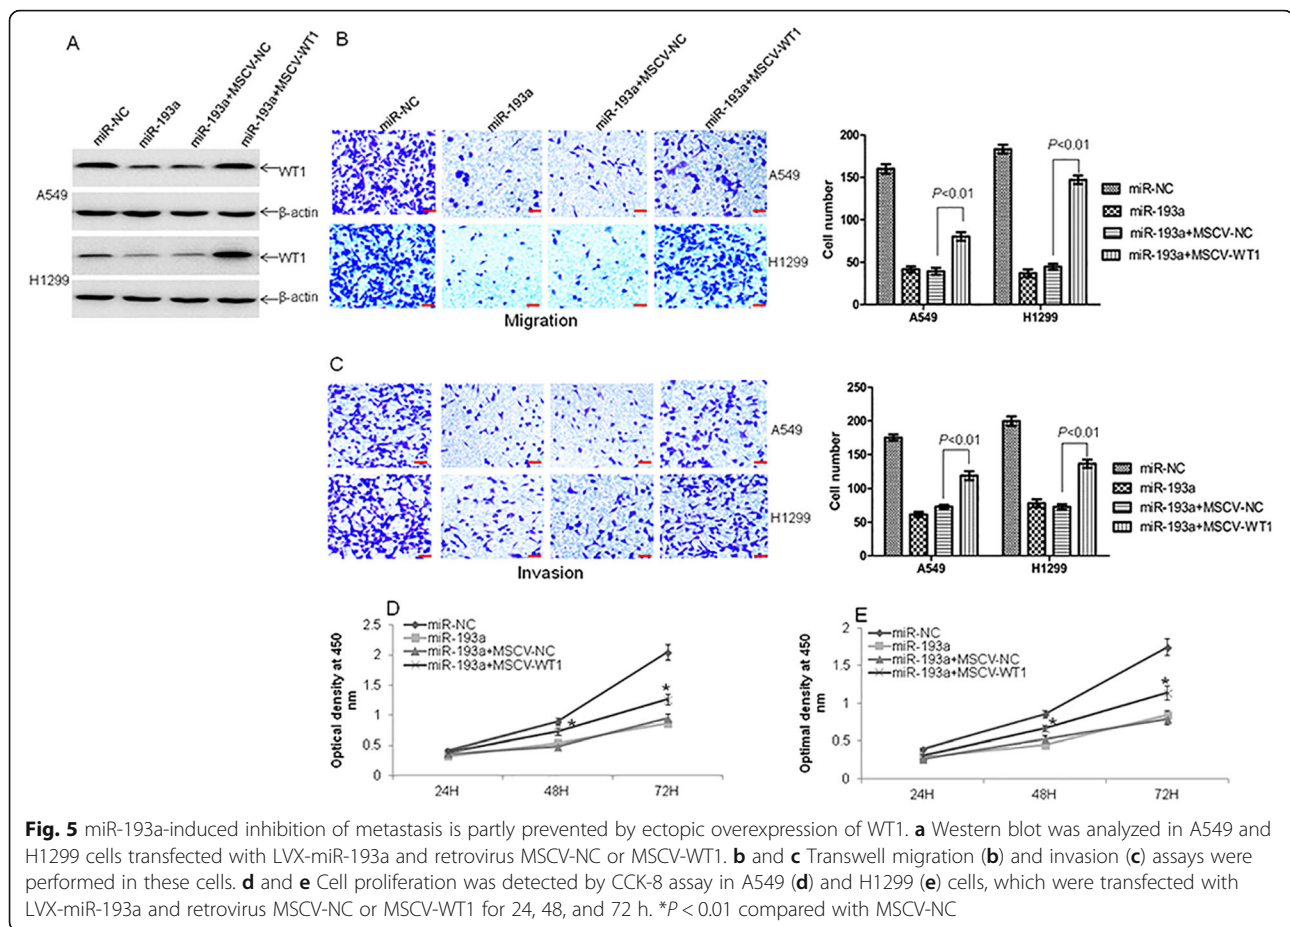 A
miR-NC
miR-193a
miR-193a+MSCV-NC
miR-193a+MSCV-WT1
A549
WT1
β-actin
H1299
WT1
β-actin
B
miR-NC
miR-193a
miR-193a+MSCV-NC
miR-193a+MSCV-WT1
A549
H1299
Migration
Cell number
200
150
100
50
0
P<0.01
P<0.01
A549
H1299
miR-NC
miR-193a
miR-193a+MSCV-NC
miR-193a+MSCV-WT1
C
A549
H1299
Invasion
Cell number
250
200
150
100
50
0
P<0.01
P<0.01
A549
H1299
miR-NC
miR-193a
miR-193a+MSCV-NC
miR-193a+MSCV-WT1
D
Optical density at 450
nm
2.5
2
1.5
1
0.5
0
miR-NC
miR-193a
miR-193a+MSCV-NC
miR-193a+MSCV-WT1
*
*
24H
48H
72H
E
Optimal density at 450
nm
2
1.5
1
0.5
0
miR-NC
miR-193a
miR-193a+MSCV-NC
miR-193a+MSCV-WT1
*
*
24H
48H
72H
Fig. 5 miR-193a-induced inhibition of metastasis is partly prevented by ectopic overexpression of WT1. a Western blot was analyzed in A549 and
H1299 cells transfected with LVX-miR-193a and retrovirus MSCV-NC or MSCV-WT1. b and c Transwell migration (b) and invasion (c) assays were
performed in these cells. d and e Cell proliferation was detected by CCK-8 assay in A549 (d) and H1299 (e) cells, which were transfected with
LVX-miR-193a and retrovirus MSCV-NC or MSCV-WT1 for 24, 48, and 72 h. *P < 0.01 compared with MSCV-NC